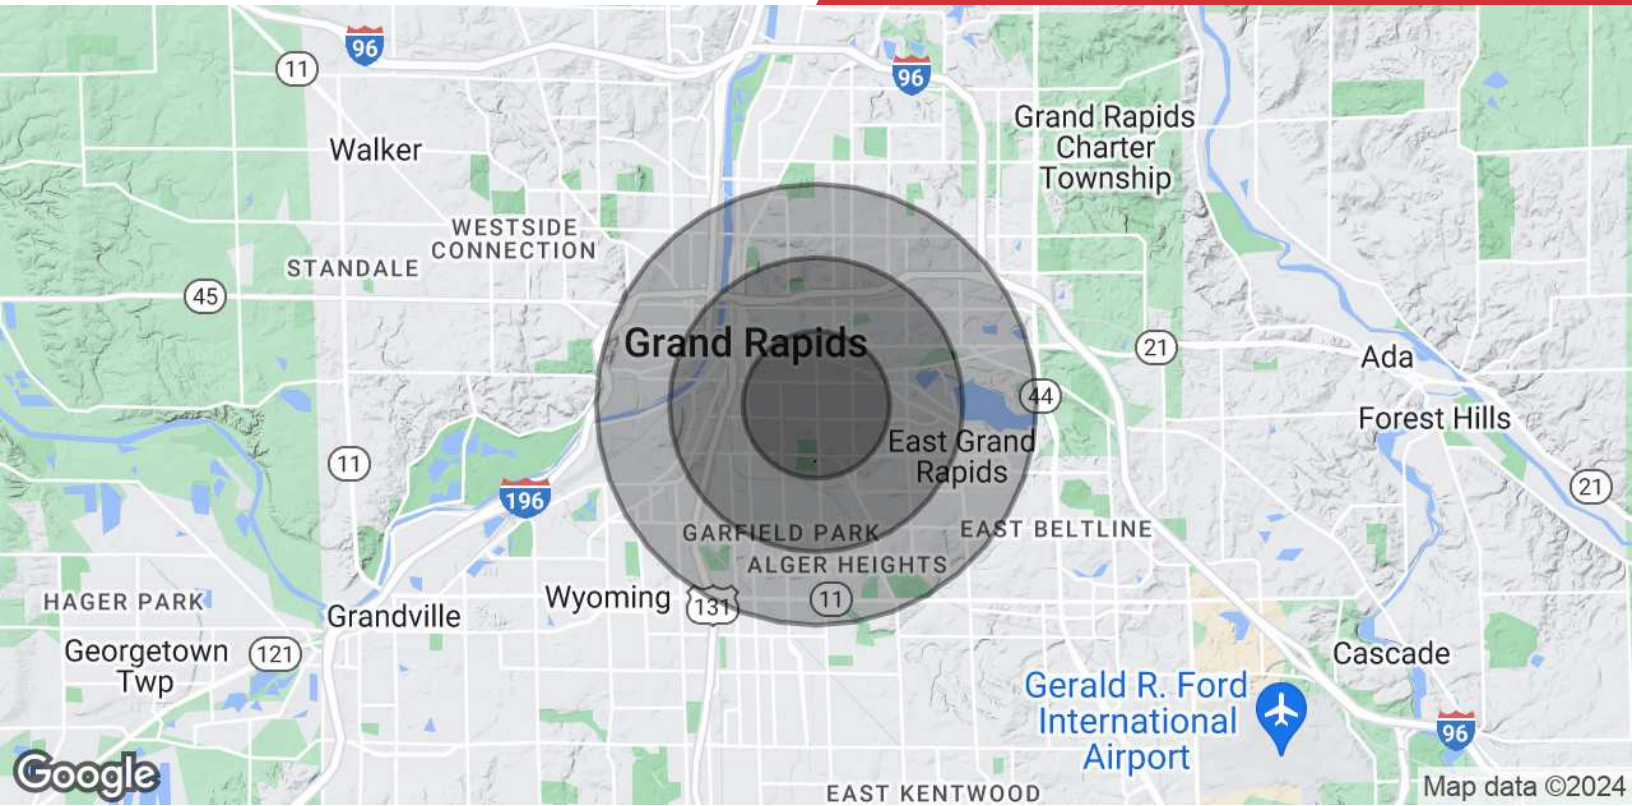 96
11
96
Grand Rapids
Charter
Township
Walker
WESTSIDE
CONNECTION
STANDALE
45
Grand Rapids
21
Ada
44
Forest Hills
East Grand
Rapids
11
196
21
GARFIELD PARK
EAST BELTLINE
ALGER HEIGHTS
HAGER PARK
Wyoming
131
11
Grandville
Georgetown
Twp
121
Cascade
Gerald R. Ford
International
Airport
96
Google
Map data ©2024
EAST KENTWOOD